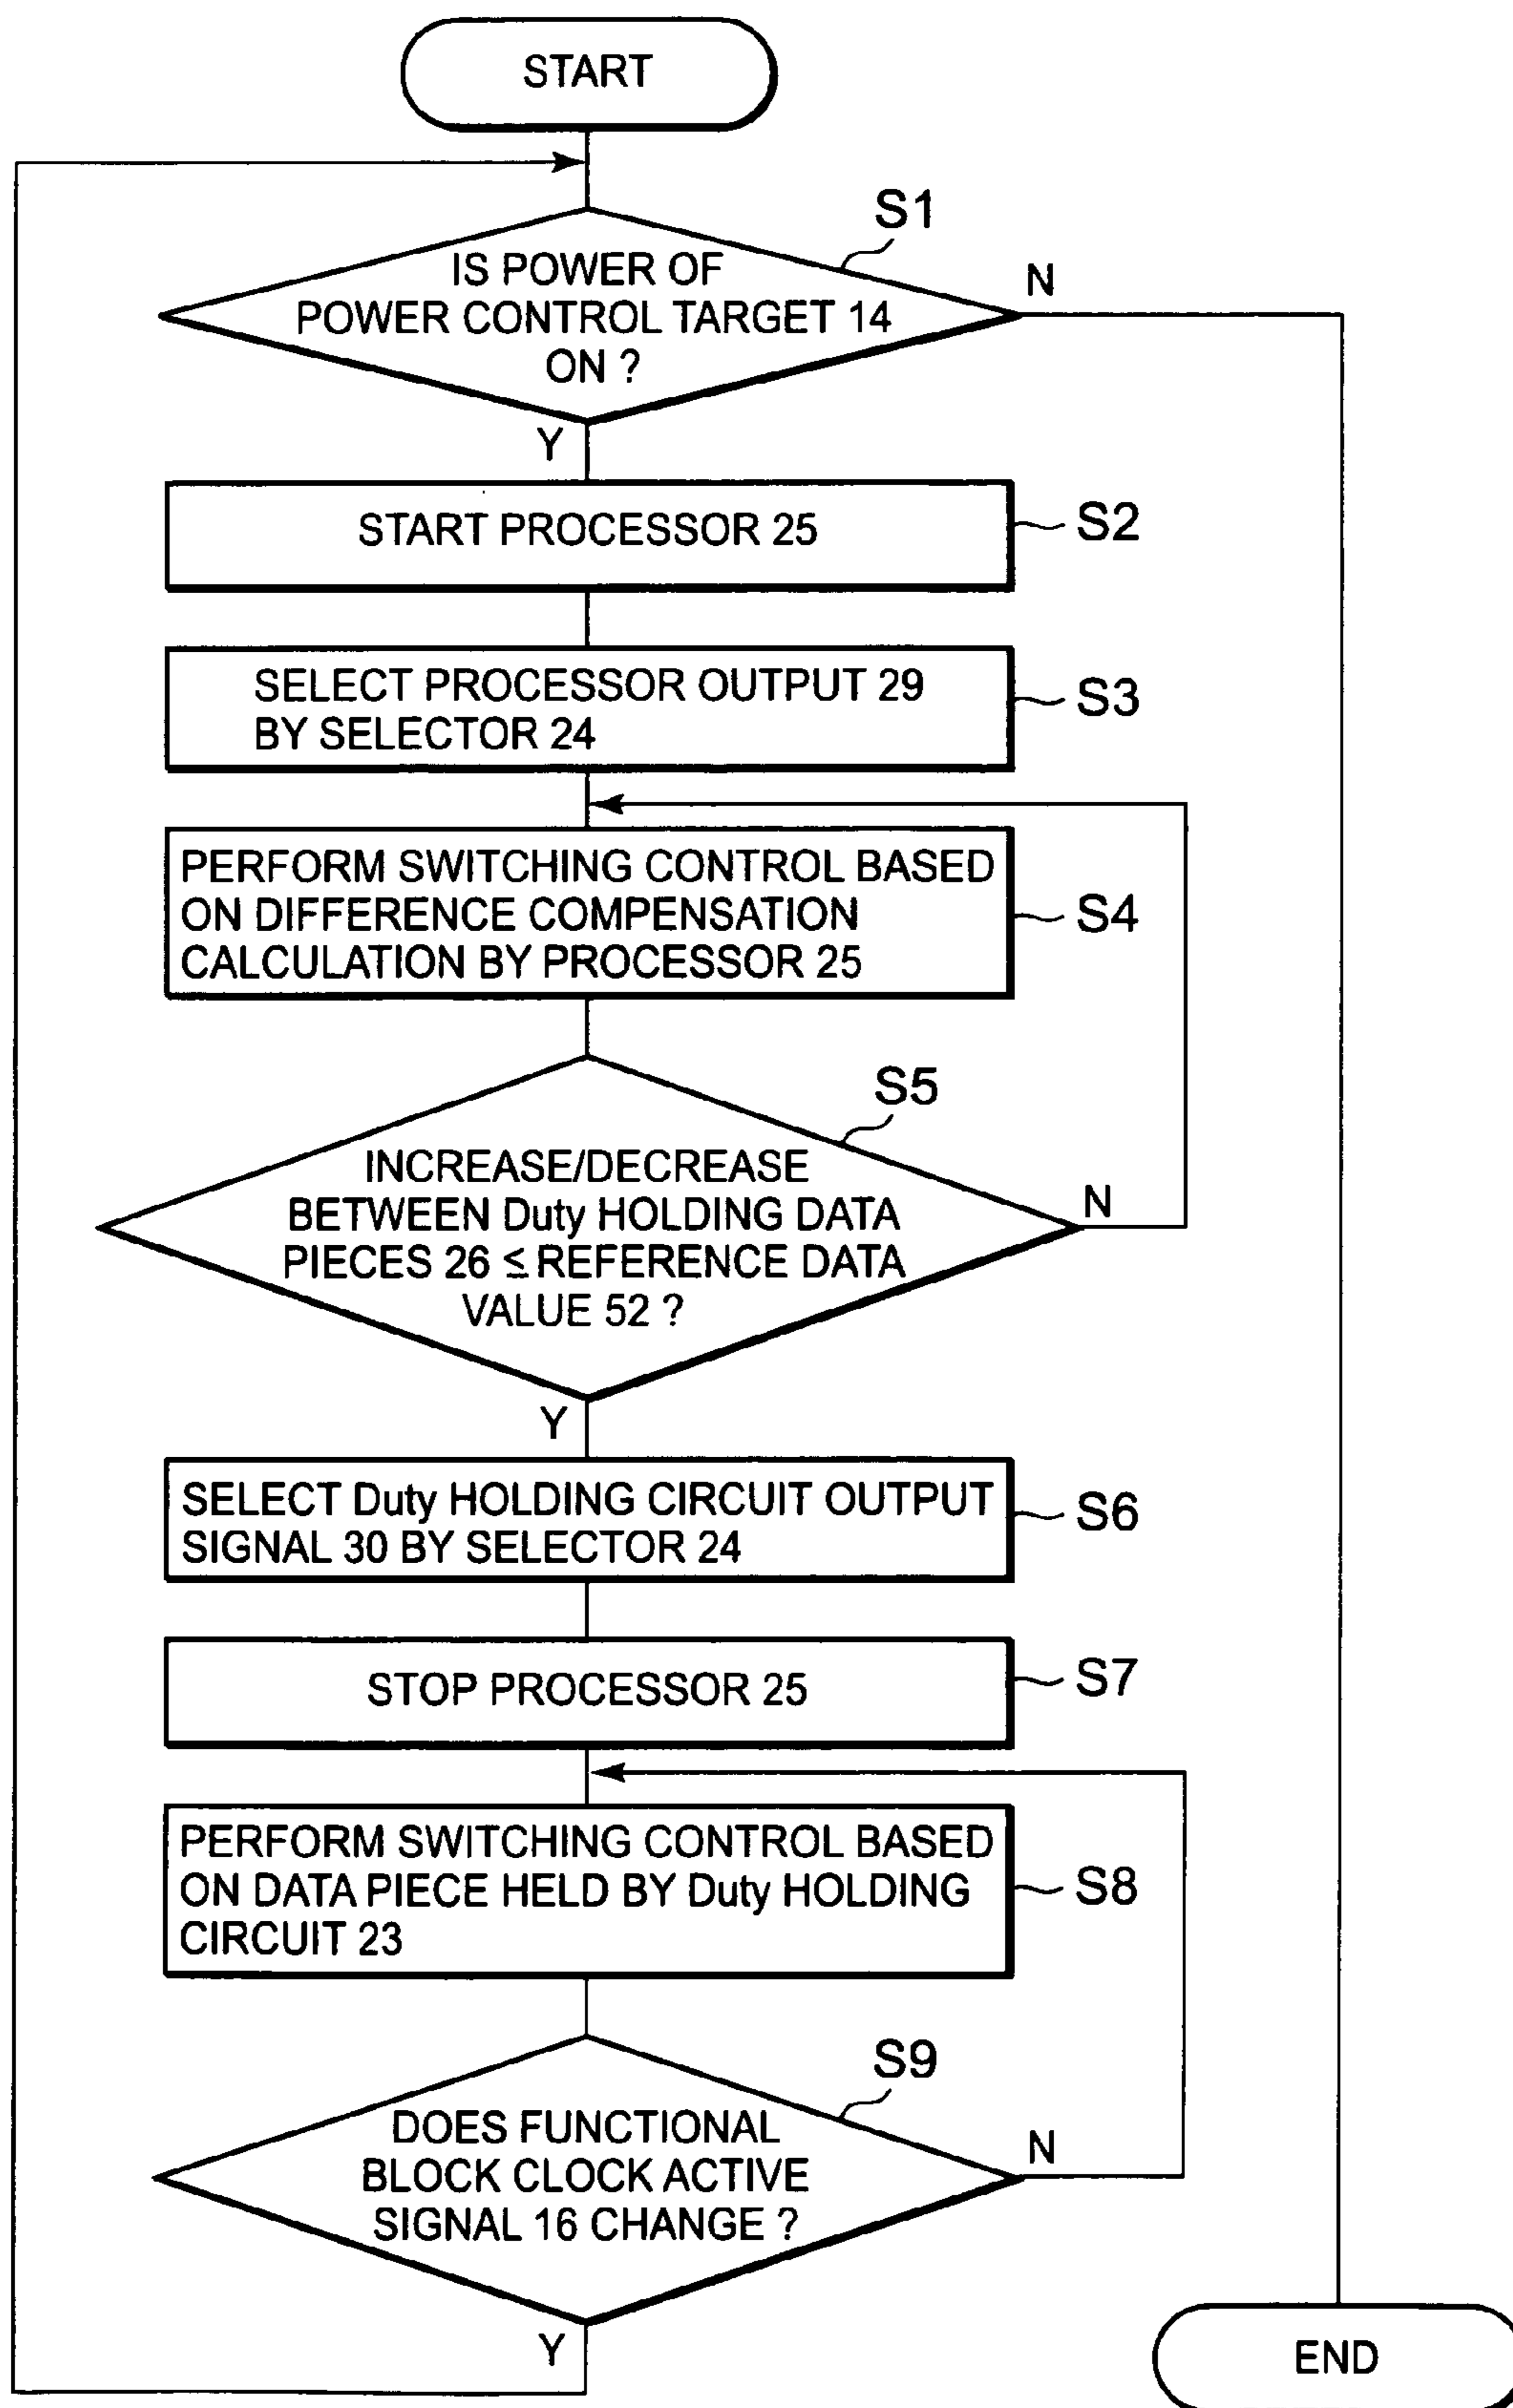 START
S1
IS POWER OF
POWER CONTROL TARGET 14
ON ?
N
Y
START PROCESSOR 25
S2
SELECT PROCESSOR OUTPUT 29
BY SELECTOR 24
S3
PERFORM SWITCHING CONTROL BASED
ON DIFFERENCE COMPENSATION
CALCULATION BY PROCESSOR 25
S4
S5
INCREASE/DECREASE
BETWEEN Duty HOLDING DATA
PIECES 26 ≤ REFERENCE DATA
VALUE 52 ?
N
Y
SELECT Duty HOLDING CIRCUIT OUTPUT
SIGNAL 30 BY SELECTOR 24
S6
STOP PROCESSOR 25
S7
PERFORM SWITCHING CONTROL BASED
ON DATA PIECE HELD BY Duty HOLDING
CIRCUIT 23
S8
S9
DOES FUNCTIONAL
BLOCK CLOCK ACTIVE
SIGNAL 16 CHANGE ?
N
Y
END